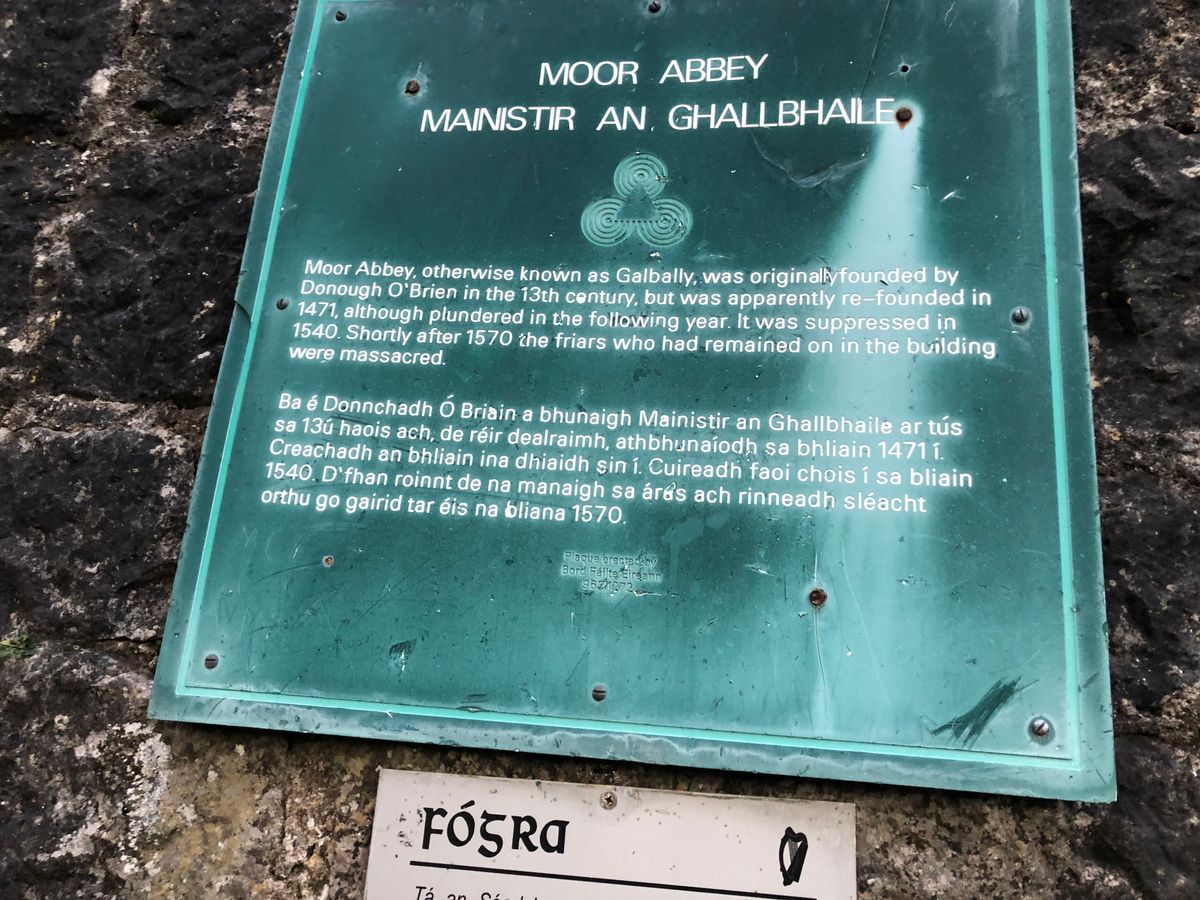 MOOR ABBEY
MAINISTIR AN GHALLBHAILE
Moor Abbey, otherwise known as Galbally, was originally founded by
Donough O'Brien in the 13th century, but was apparently re-founded in
1471, although plundered in the following year. It was suppressed in
1540. Shortly after 1570 the friars who had remained on in the building
were massacred.
Ba é Donnchadh Ó Briain a bhunaigh Mainistir an Ghallbhaile ar tús
sa 13ú haois ach, de réir dealraimh, athbhunaíodh sa bhliain 1471 í.
Creachadh an bhliain ina dhiaidh sin í. Cuireadh faoi chois í sa bliain
1540. D'fhan roinnt de na manaigh sa áras ach rinneadh sléacht
orthu go gairid tar éis na bliana 1570.
Plaque erected by
Bord Fáilte Éireann
FÓGRA
Tá an